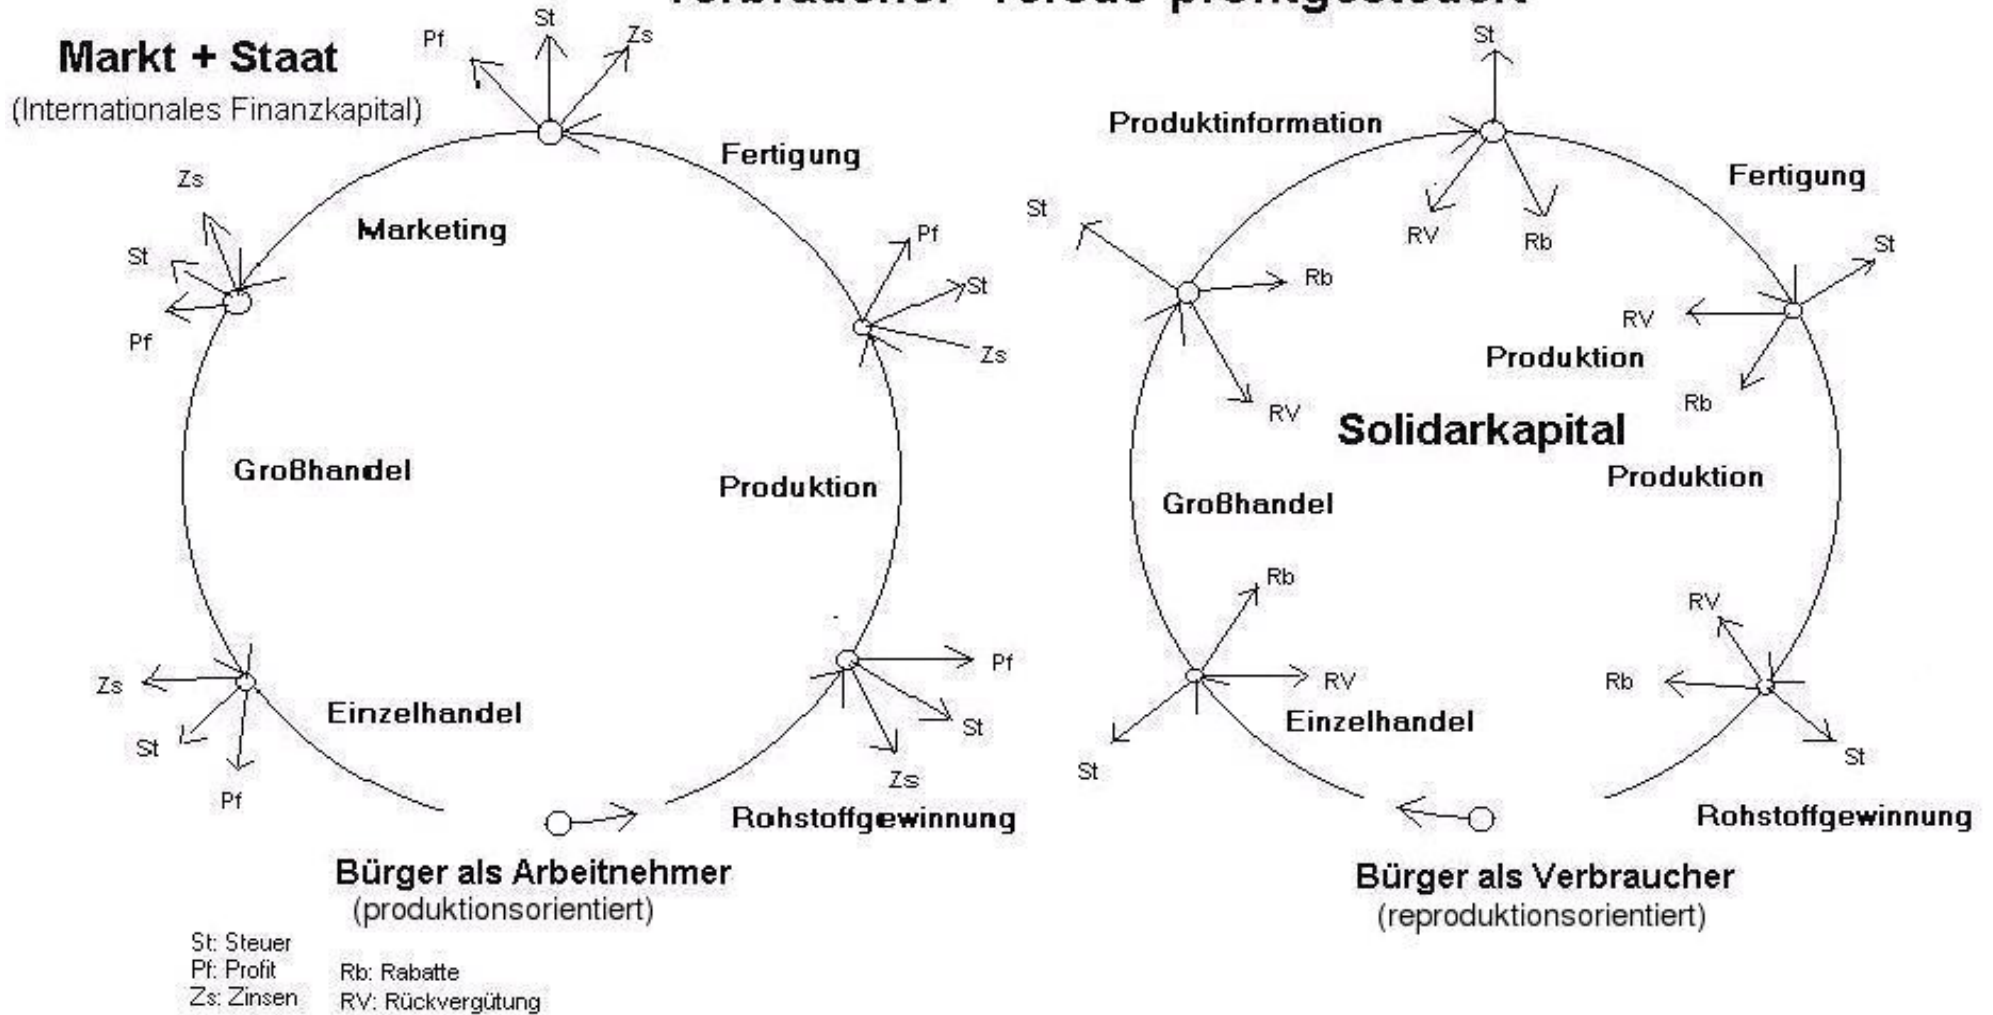 Markt + Staat
(Internationales Finanzkapital)
Pf
St
Zs
Fertigung
Zs
Marketing
St
Pf
Pf
St
Zs
Großhandel
Produktion
Zs
St
Pf
Einzelhandel
Pf
St
Zs
Rohstoffgewinnung
Bürger als Arbeitnehmer
(produktionsorientiert)
St: Steuer
Pf: Profit
Zs: Zinsen
Rb: Rabatte
RV: Rückvergütung
St
Produktinformation
Fertigung
St
RV
Rb
St
Rb
RV
RV
Produktion
Rb
Solidarkapital
Produktion
Großhandel
Rb
RV
RV
Rb
Einzelhandel
St
St
Rohstoffgewinnung
Bürger als Verbraucher
(reproduktionsorientiert)